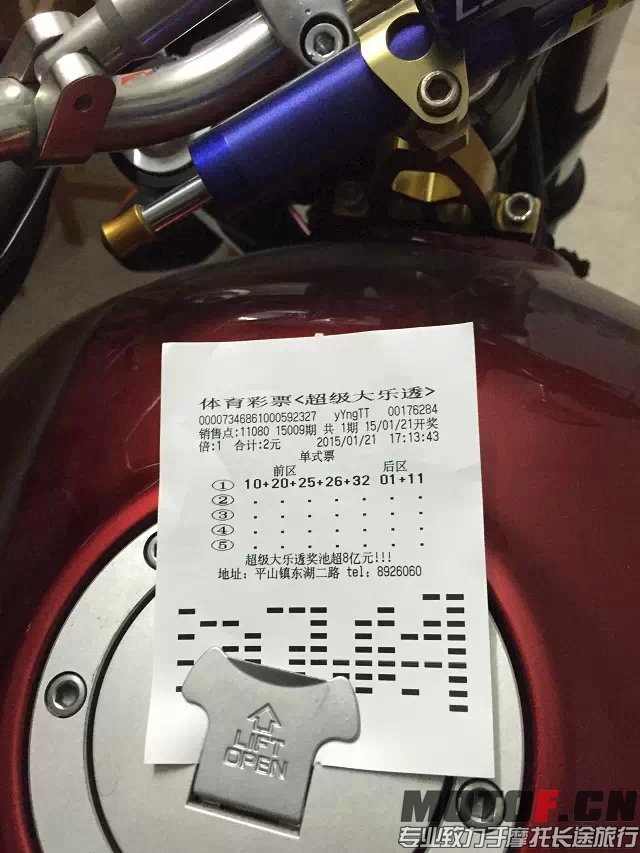 体育彩票<超级大乐透>
00007346861000592327 yYngTT 00176284
销售点:11080 15009期 共 1期 15/01/21开奖
倍:1 合计:2元 2015/01/21 17:13:43
单式票
前区 后区
① 10+20+25+26+32 01+11
② . . . . . . .
③ . . . . . . .
④ . . . . . . .
⑤ . . . . . . .
超级大乐透奖池超8亿元!!!
地址: 平山镇东湖二路 tel: 8926060
LIFT
OPEN
MOTOF.CN
专业致力于摩托长途旅行